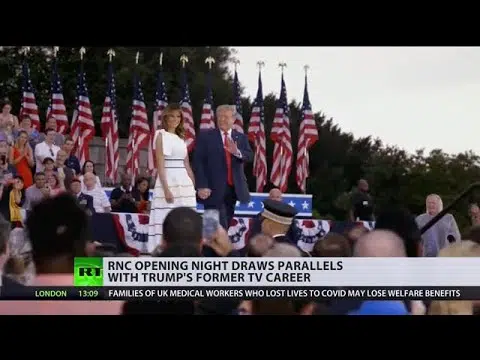 RT
RNC OPENING NIGHT DRAWS PARALLELS
WITH TRUMP'S FORMER TV CAREER
LONDON 13:09 FAMILIES OF UK MEDICAL WORKERS WHO LOST LIVES TO COVID MAY LOSE WELFARE BENEFITS